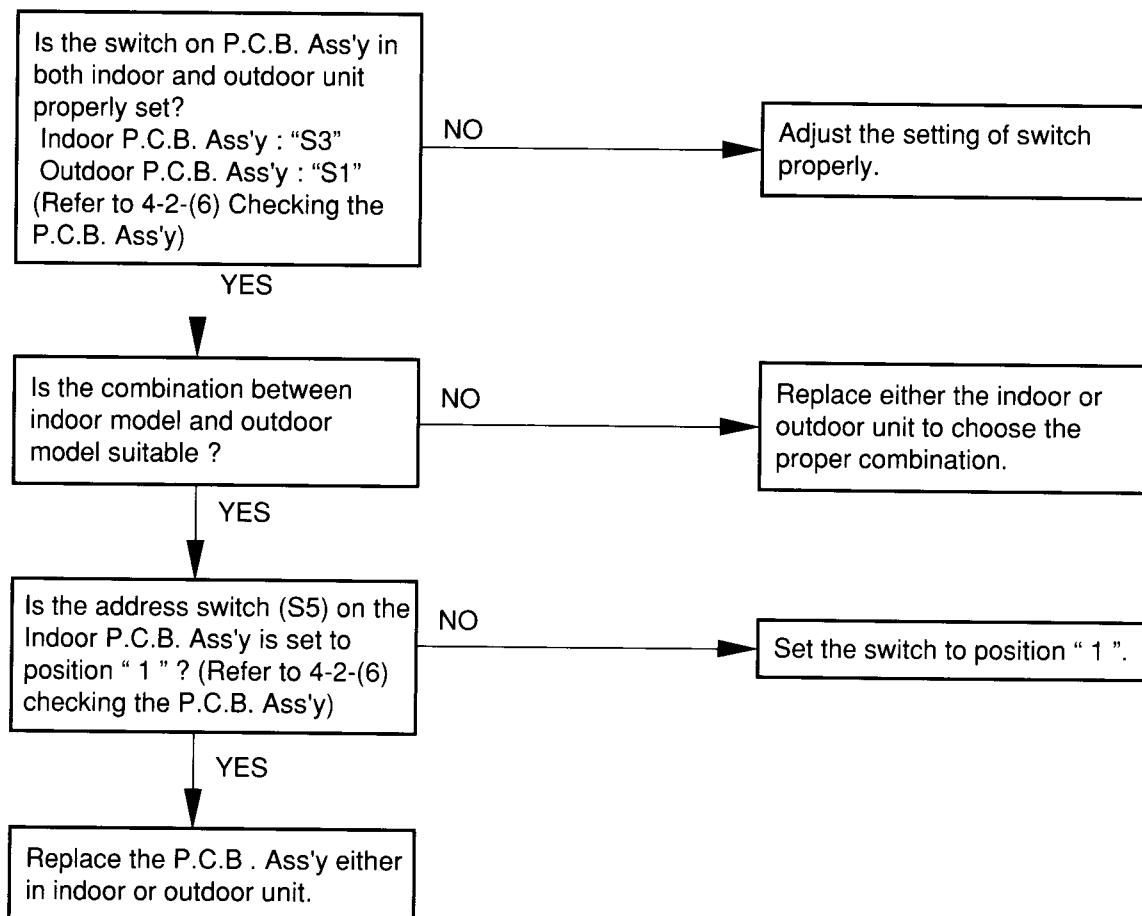 Is the switch on P.C.B. Ass'y in
both indoor and outdoor unit
properly set?
Indoor P.C.B. Ass'y : “S3”
Outdoor P.C.B. Ass'y : “S1”
(Refer to 4-2-(6) Checking the
P.C.B. Ass'y)
NO
Adjust the setting of switch
properly.
YES
Is the combination between
indoor model and outdoor
model suitable ?
NO
Replace either the indoor or
outdoor unit to choose the
proper combination.
YES
Is the address switch (S5) on the
Indoor P.C.B. Ass'y is set to
position “ 1 ” ? (Refer to 4-2-(6)
checking the P.C.B. Ass'y)
NO
Set the switch to position “ 1 ”.
YES
Replace the P.C.B . Ass'y either
in indoor or outdoor unit.